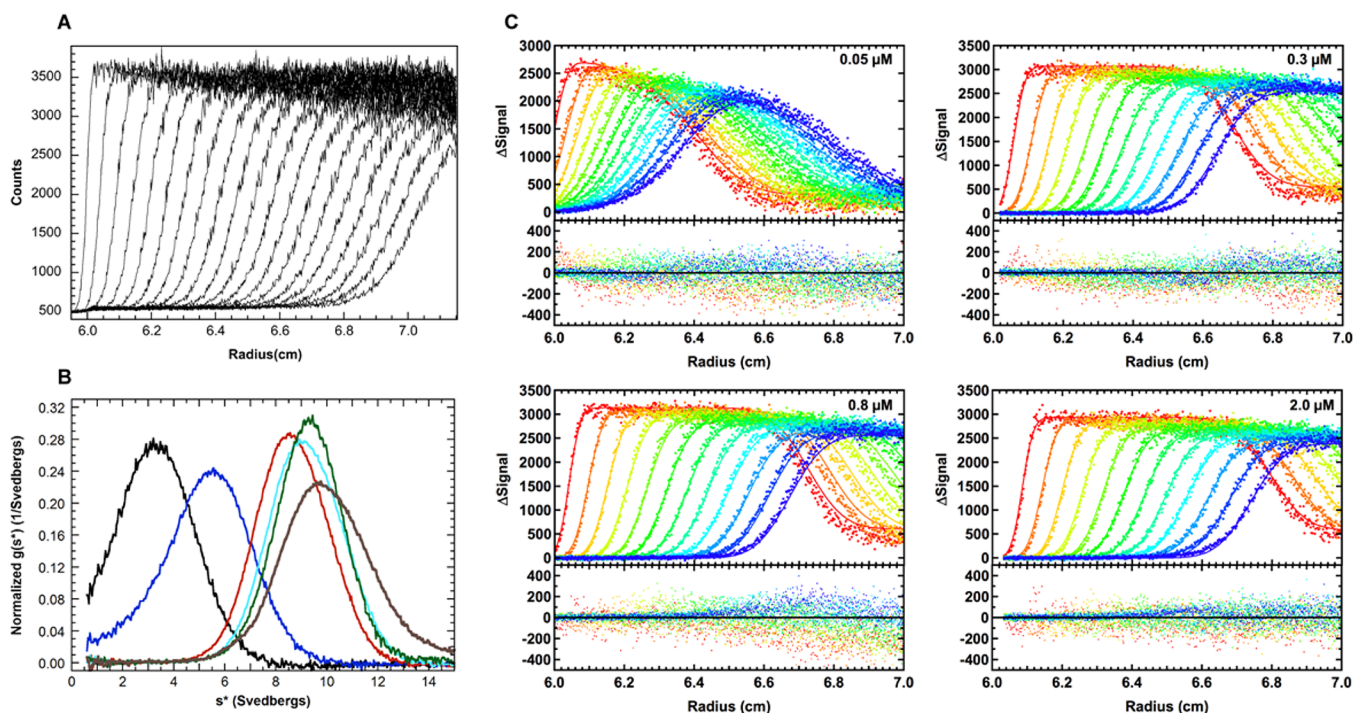 A
Counts
3500
3000
2500
2000
1500
1000
500
6.0 6.2 6.4 6.6 6.8 7.0
Radius(cm)
B
Normalized g(s*) (1/Svedbergs)
0.32
0.28
0.24
0.20
0.16
0.12
0.08
0.04
0.00
0 2 4 6 8 10 12 14
s* (Svedbergs)
C
0.05 µM
ΔSignal
3000
2500
2000
1500
1000
500
0
400
200
0
-200
-400
6.0 6.2 6.4 6.6 6.8 7.0
Radius (cm)
0.3 µM
ΔSignal
3500
3000
2500
2000
1500
1000
500
0
400
200
0
-200
-400
6.0 6.2 6.4 6.6 6.8 7.0
Radius (cm)
0.8 µM
ΔSignal
3500
3000
2500
2000
1500
1000
500
0
400
200
0
-200
-400
6.0 6.2 6.4 6.6 6.8 7.0
Radius (cm)
2.0 µM
ΔSignal
3500
3000
2500
2000
1500
1000
500
0
400
200
0
-200
-400
6.0 6.2 6.4 6.6 6.8 7.0
Radius (cm)